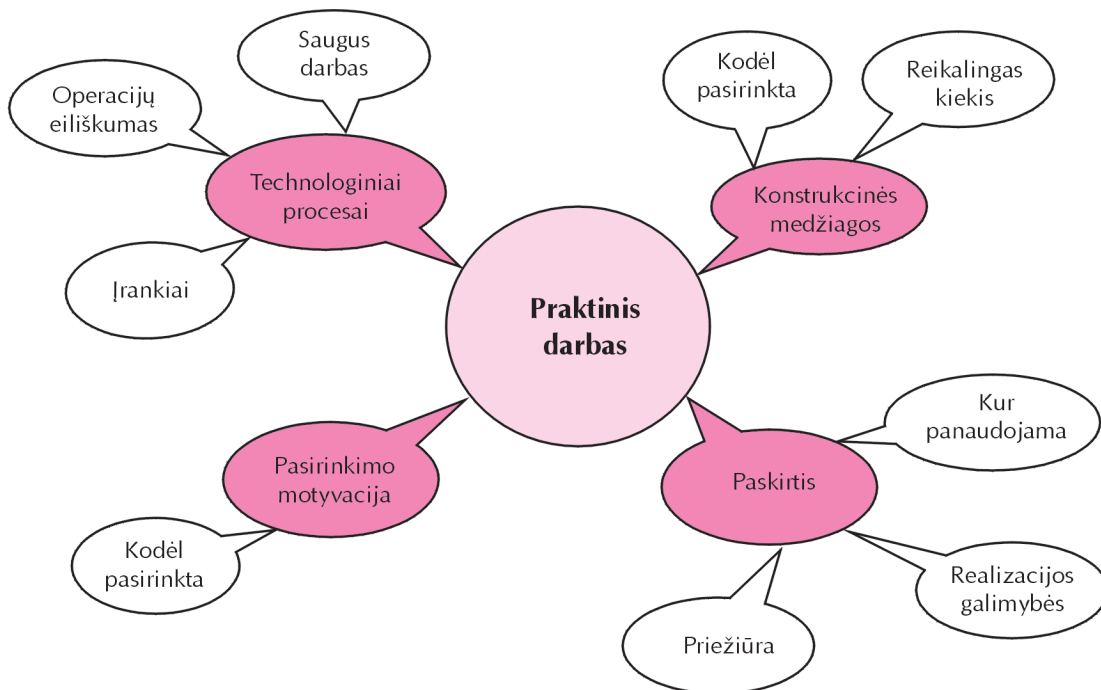 Saugus
darbas
Operacijų
eiliškumas
Technologiniai
procesai
Įrankiai
Kodėl
pasirinkta
Reikalingas
kiekis
Konstrukcinės
medžiagos
Praktinis
darbas
Pasirinkimo
motyvacija
Kodėl
pasirinkta
Kur
panaudojama
Paskirtis
Realizacijos
galimybės
Priežiūra